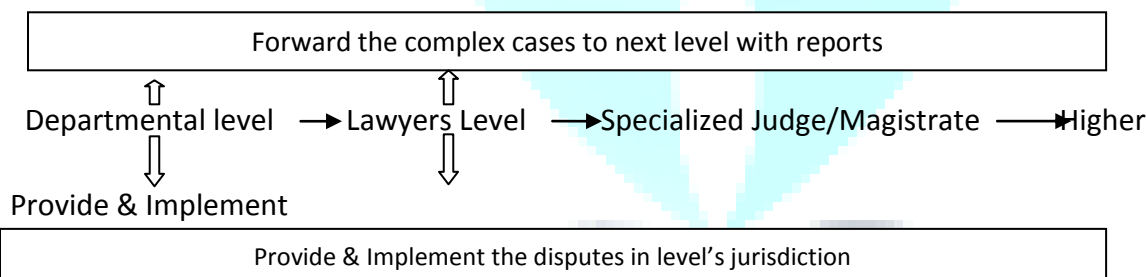 Forward the complex cases to next level with reports
Departmental level Lawyers Level Specialized Judge/Magistrate Higher
Provide & Implement
Provide & Implement the disputes in level's jurisdiction